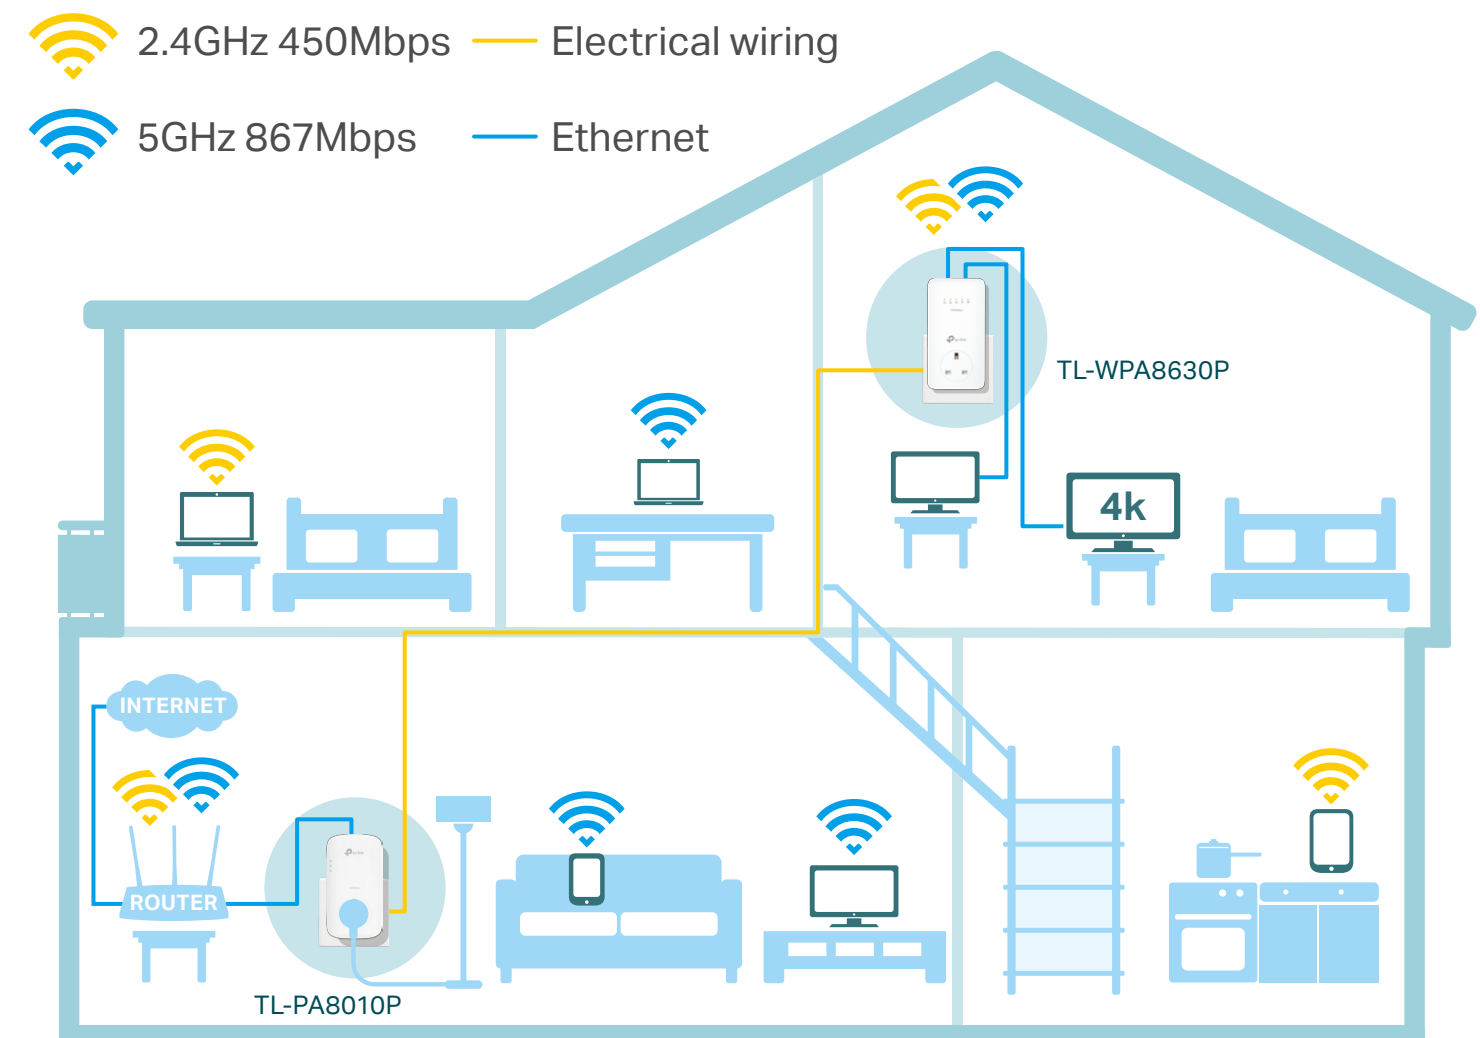 2.4GHz 450Mbps
Electrical wiring
5GHz 867Mbps
Ethernet
TL-WPA8630P
4k
INTERNET
ROUTER
TL-PA8010P